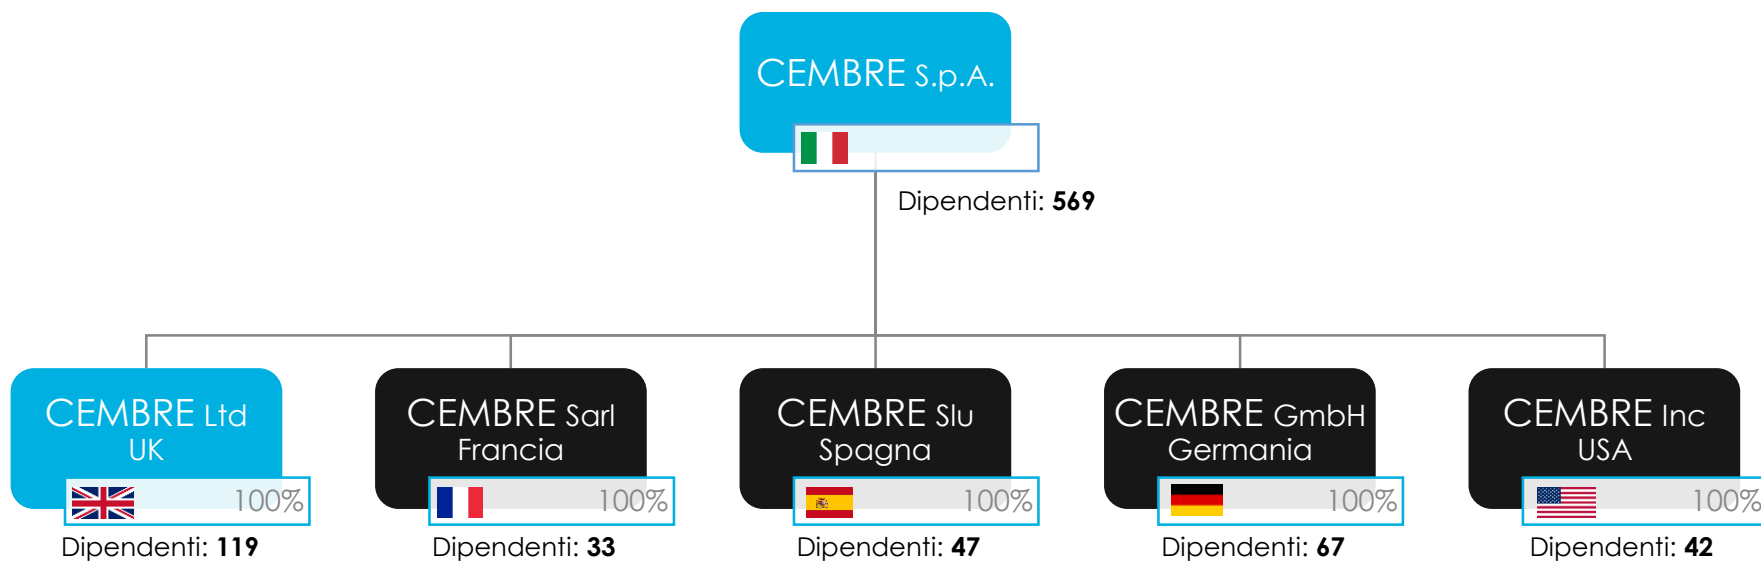 CEMBRE S.p.A.
Dipendenti: 569
CEMBRE Ltd
UK
100%
Dipendenti: 119
CEMBRE Sarl
Francia
100%
Dipendenti: 33
CEMBRE Slu
Spagna
100%
Dipendenti: 47
CEMBRE GmbH
Germania
100%
Dipendenti: 67
CEMBRE Inc
USA
100%
Dipendenti: 42